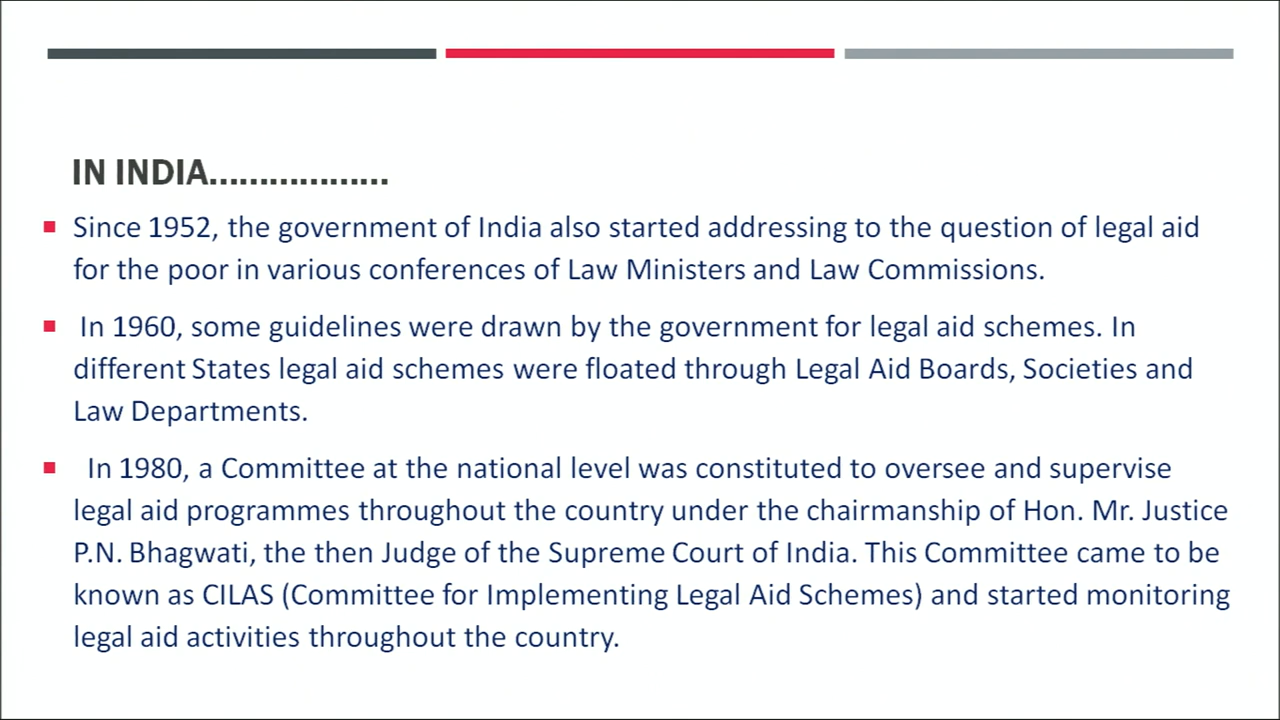 IN INDIA..................
Since 1952, the government of India also started addressing to the question of legal aid
for the poor in various conferences of Law Ministers and Law Commissions.
In 1960, some guidelines were drawn by the government for legal aid schemes. In
different States legal aid schemes were floated through Legal Aid Boards, Societies and
Law Departments.
In 1980, a Committee at the national level was constituted to oversee and supervise
legal aid programmes throughout the country under the chairmanship of Hon. Mr. Justice
P.N. Bhagwati, the then Judge of the Supreme Court of India. This Committee came to be
known as CILAS (Committee for Implementing Legal Aid Schemes) and started monitoring
legal aid activities throughout the country.